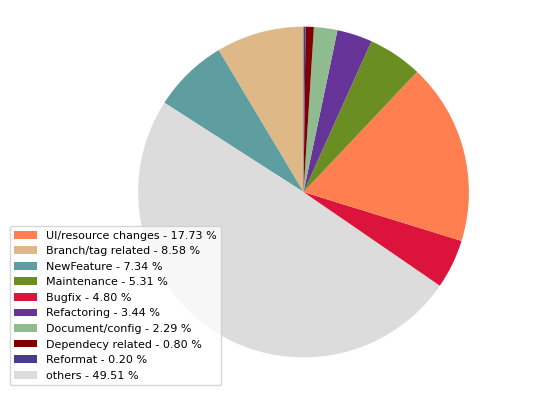 UI/resource changes - 17.73 %
Branch/tag related - 8.58 %
NewFeature - 7.34 %
Maintenance - 5.31 %
Bugfix - 4.80 %
Refactoring - 3.44 %
Document/config - 2.29 %
Dependecy related - 0.80 %
Reformat - 0.20 %
others - 49.51 %